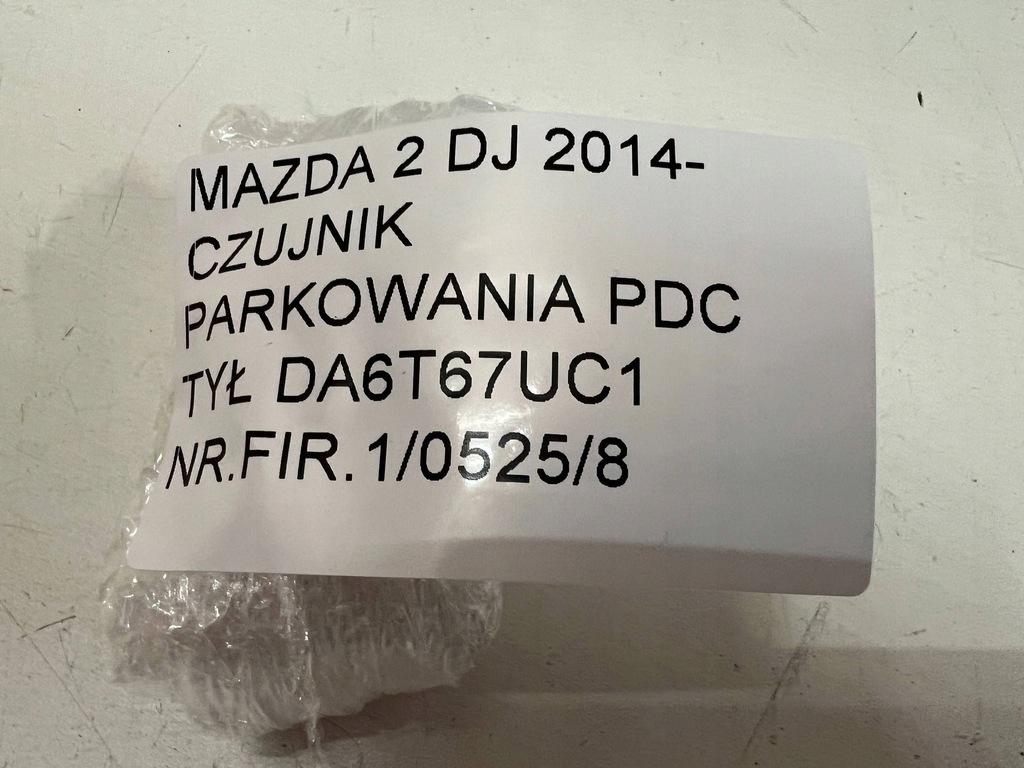 MAZDA 2 DJ 2014-
CZUJNIK
PARKOWANIA PDC
TYŁ DA6T67UC1
NR.FIR.1/0525/8